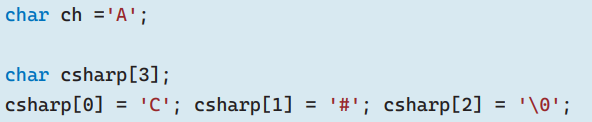 char ch ='A';
char csharp[3];
csharp[0] = 'C'; csharp[1] = '#'; csharp[2] = '\0';